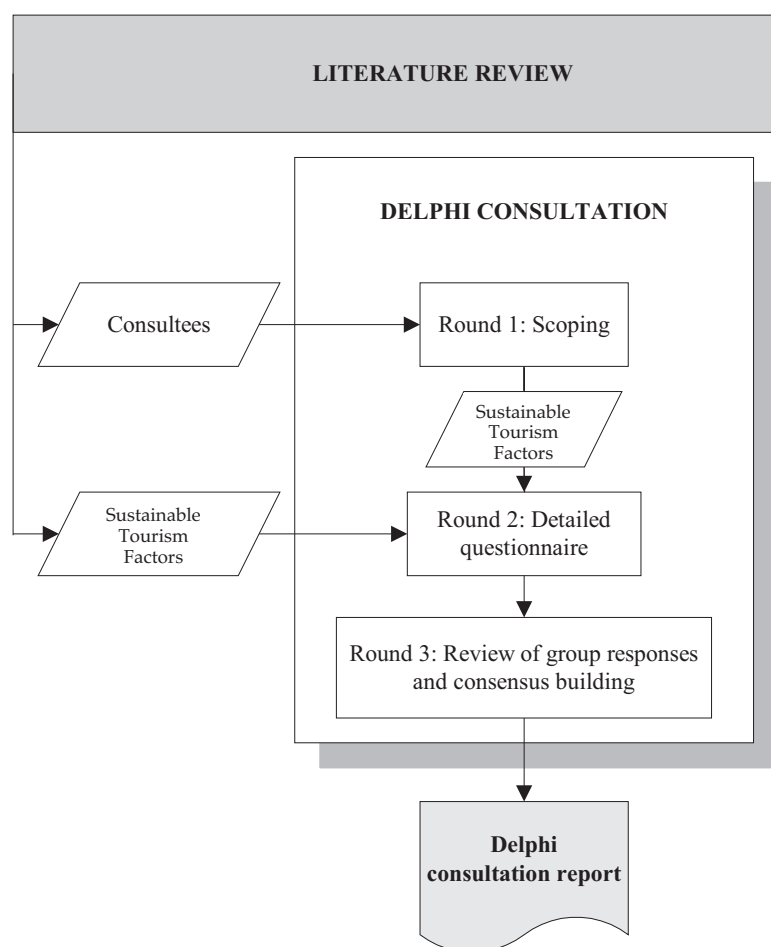 LITERATURE REVIEW
DELPHI CONSULTATION
Consultees
Round 1: Scoping
Sustainable
Tourism
Factors
Sustainable
Tourism
Factors
Round 2: Detailed
questionnaire
Round 3: Review of group responses
and consensus building
Delphi
consultation report